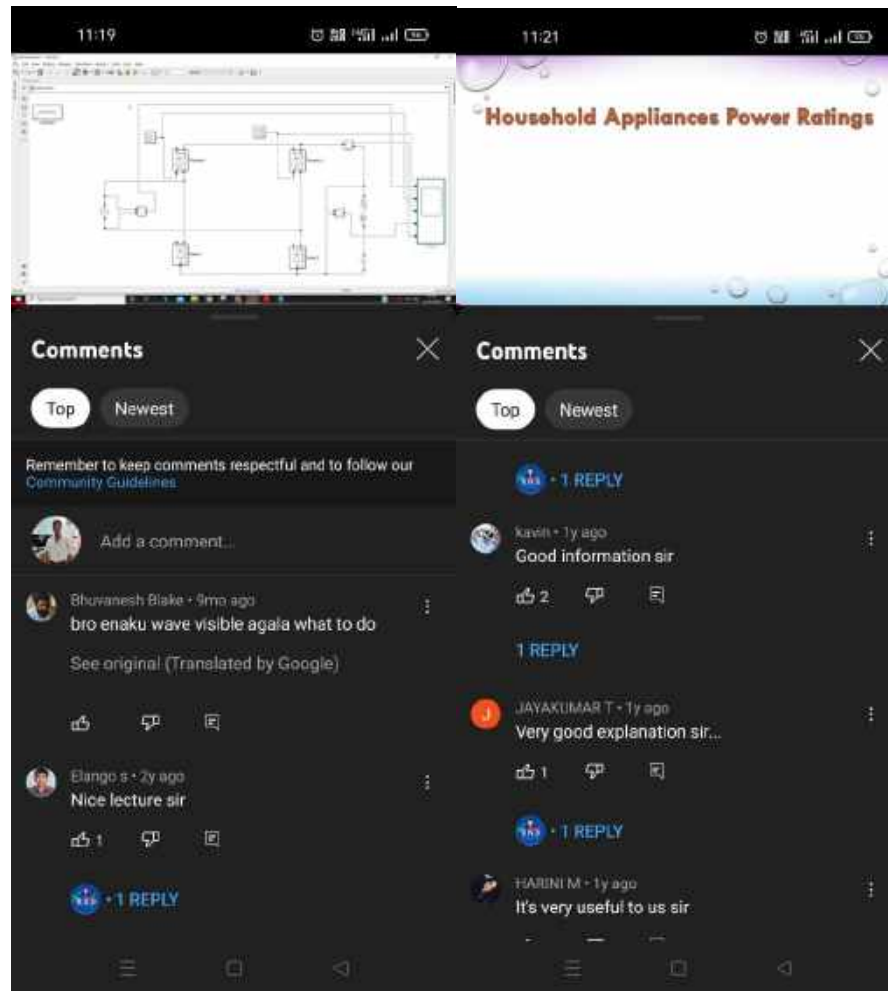 11:19
Comments
Top Newest
Remember to keep comments respectful and to follow our
Community Guidelines
Add a comment...
Bhuvanesh Blake • 9mo ago
bro enaku wave visible agala what to do
See original (Translated by Google)
Elango s • 2y ago
Nice lecture sir
1
• 1 REPLY
11:21
Household Appliances Power Ratings
Comments
Top Newest
• 1 REPLY
kavin • 1y ago
Good information sir
2
1 REPLY
JAYAKUMAR T • 1y ago
Very good explanation sir...
1
• 1 REPLY
HARINI M • 1y ago
It's very useful to us sir